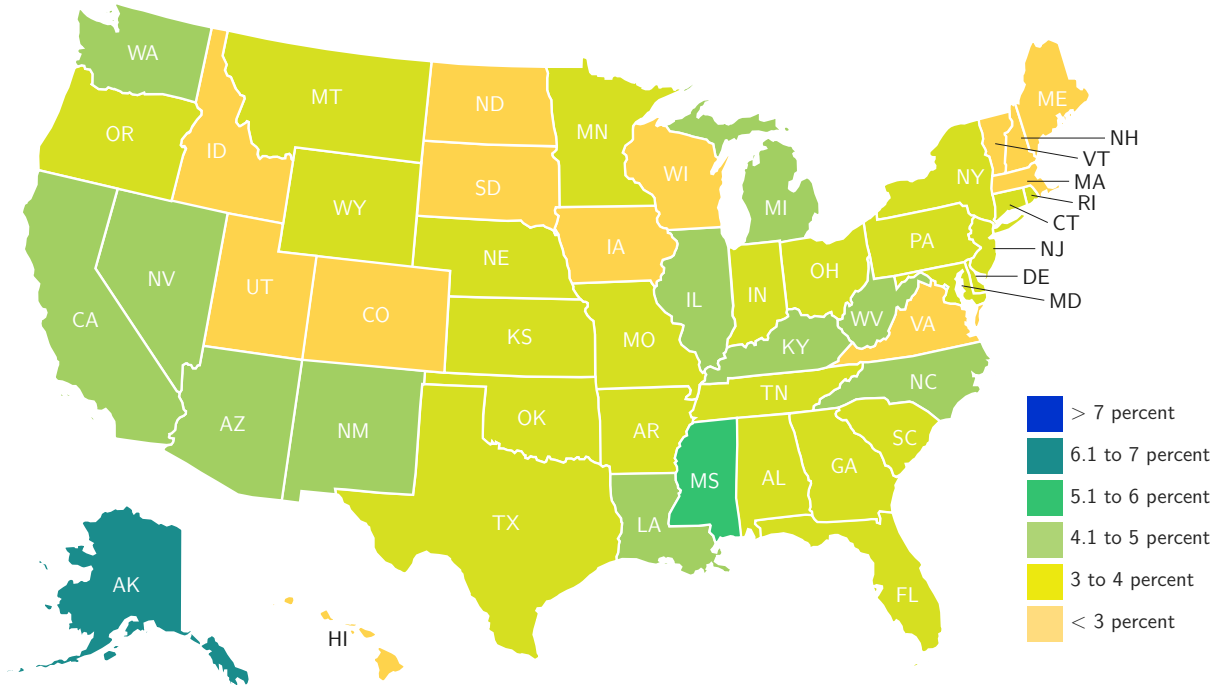 WA
MT
ND
MN
ME
OR
ID
SD
WI
NH
VT
NY
MA
RI
CT
WY
MI
NE
IA
PA
NJ
NV
UT
CO
IL
IN
OH
DE
MD
CA
KS
MO
WV
VA
KY
AZ
NM
OK
AR
TN
NC
SC
MS
AL
GA
TX
LA
FL
AK
HI
> 7 percent
6.1 to 7 percent
5.1 to 6 percent
4.1 to 5 percent
3 to 4 percent
< 3 percent